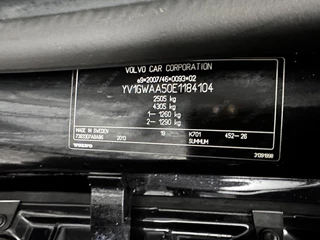 VOLVO CAR CORPORATION
e9*2007/46*0093*02
YV1GWAA50E1184104
2505 kg
4305 kg
1- 1260 kg
2- 1290 kg
MADE IN SWEDEN 19 K701 452-26
2013 SUMMUM
VOLVO